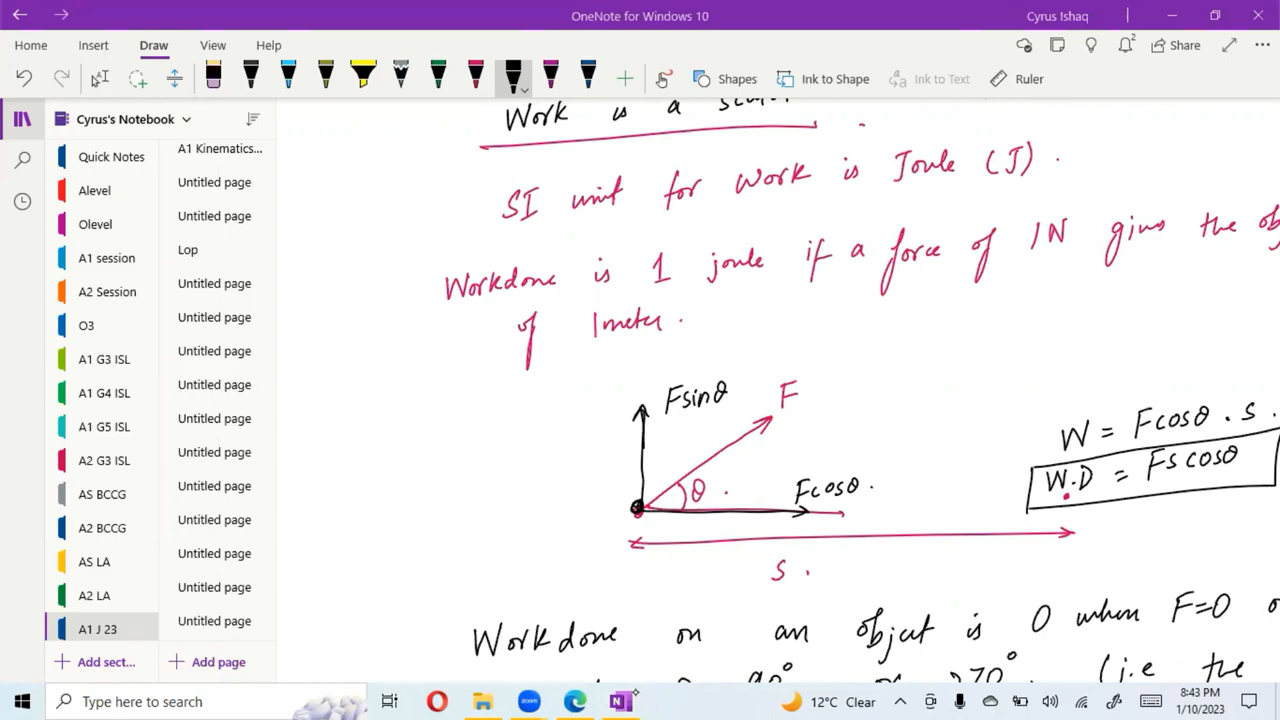 OneNote for Windows 10
Cyrus Ishaq
Home Insert Draw View Help
Share
Shapes Ink to Shape Ink to Text Ruler
Cyrus's Notebook
Quick Notes
Alevel
Olevel
A1 session
A2 Session
O3
A1 G3 ISL
A1 G4 ISL
A1 G5 ISL
A2 G3 ISL
AS BCCG
A2 BCCG
AS LA
A2 LA
A1 J 23
Add sect...
A1 Kinematics...
Untitled page
Untitled page
Lop
Untitled page
Untitled page
Untitled page
Untitled page
Untitled page
Untitled page
Untitled page
Untitled page
Untitled page
Untitled page
Untitled page
Add page
Work is a
SI unit for Work is Joule (J).
Workdone is 1 joule if a force of 1N gives the
of 1meter.
Fsinθ
F
θ
Fcosθ
s
W = Fcosθ . s
W.D = Fs cosθ
Workdone on an object is 0 when F=0
90° 270° (i.e the
Type here to search
12°C Clear
8:43 PM
1/10/2023